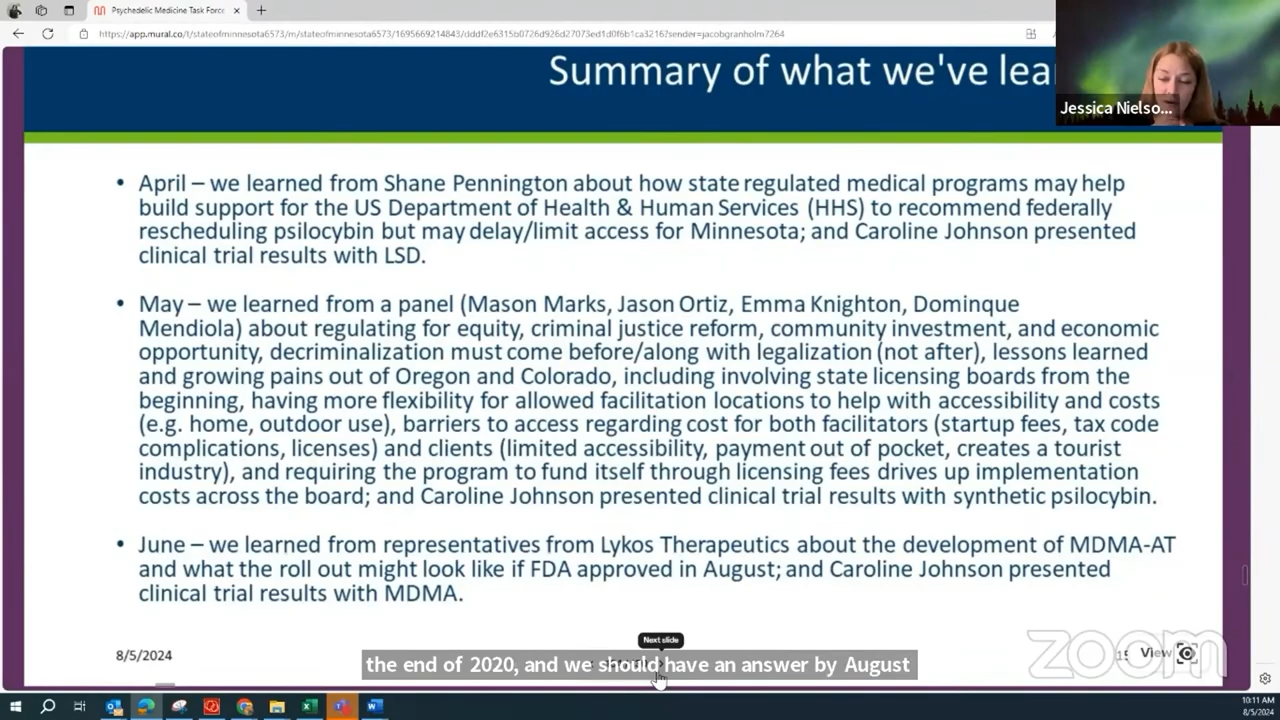 Psychedelic Medicine Task Force
https://app.mural.co/t/stateofminnesota6573/m/stateofminnesota6573/1695669214843/dddf2e6315b0726d926d27073ed1d0f6b1ca3216?sender=jacobgranholm7264
Summary of what we've lea
Jessica Nielso...
• April – we learned from Shane Pennington about how state regulated medical programs may help
build support for the US Department of Health & Human Services (HHS) to recommend federally
rescheduling psilocybin but may delay/limit access for Minnesota; and Caroline Johnson presented
clinical trial results with LSD.
• May – we learned from a panel (Mason Marks, Jason Ortiz, Emma Knighton, Dominque
Mendiola) about regulating for equity, criminal justice reform, community investment, and economic
opportunity, decriminalization must come before/along with legalization (not after), lessons learned
and growing pains out of Oregon and Colorado, including involving state licensing boards from the
beginning, having more flexibility for allowed facilitation locations to help with accessibility and costs
(e.g. home, outdoor use), barriers to access regarding cost for both facilitators (startup fees, tax code
complications, licenses) and clients (limited accessibility, payment out of pocket, creates a tourist
industry), and requiring the program to fund itself through licensing fees drives up implementation
costs across the board; and Caroline Johnson presented clinical trial results with synthetic psilocybin.
• June – we learned from representatives from Lykos Therapeutics about the development of MDMA-AT
and what the roll out might look like if FDA approved in August; and Caroline Johnson presented
clinical trial results with MDMA.
Next slide
8/5/2024
the end of 2020, and we should have an answer by August
zoom
View
10:11 AM
8/5/2024